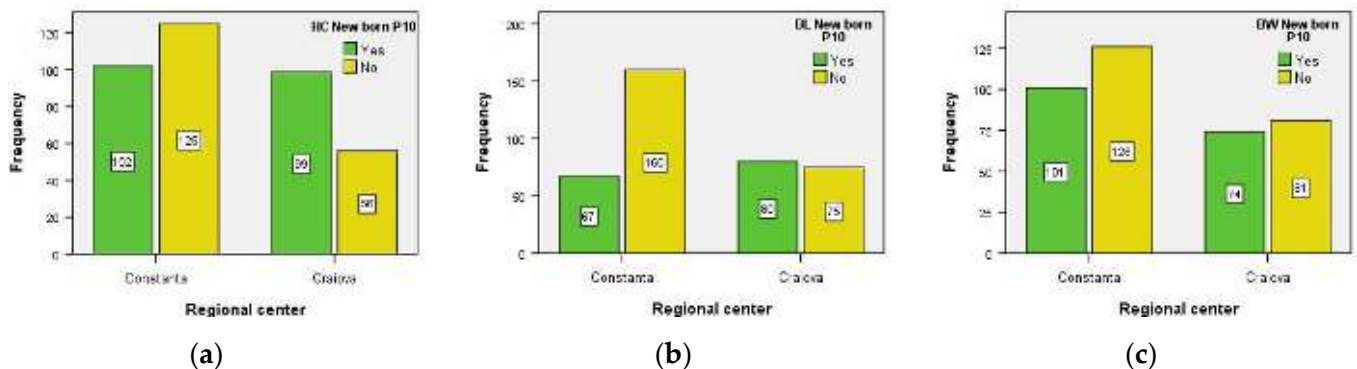 HC New born P10
Yes
No
Frequency
120
100
80
60
40
20
0
102
125
99
56
Constanta
Craiova
Regional center
(a)
BL New born
P10
Yes
No
Frequency
200
150
100
50
0
67
160
80
75
Constanta
Craiova
Regional center
(b)
BW New born
P10
Yes
No
Frequency
125
100
75
50
25
0
101
126
74
81
Constanta
Craiova
Regional center
(c)